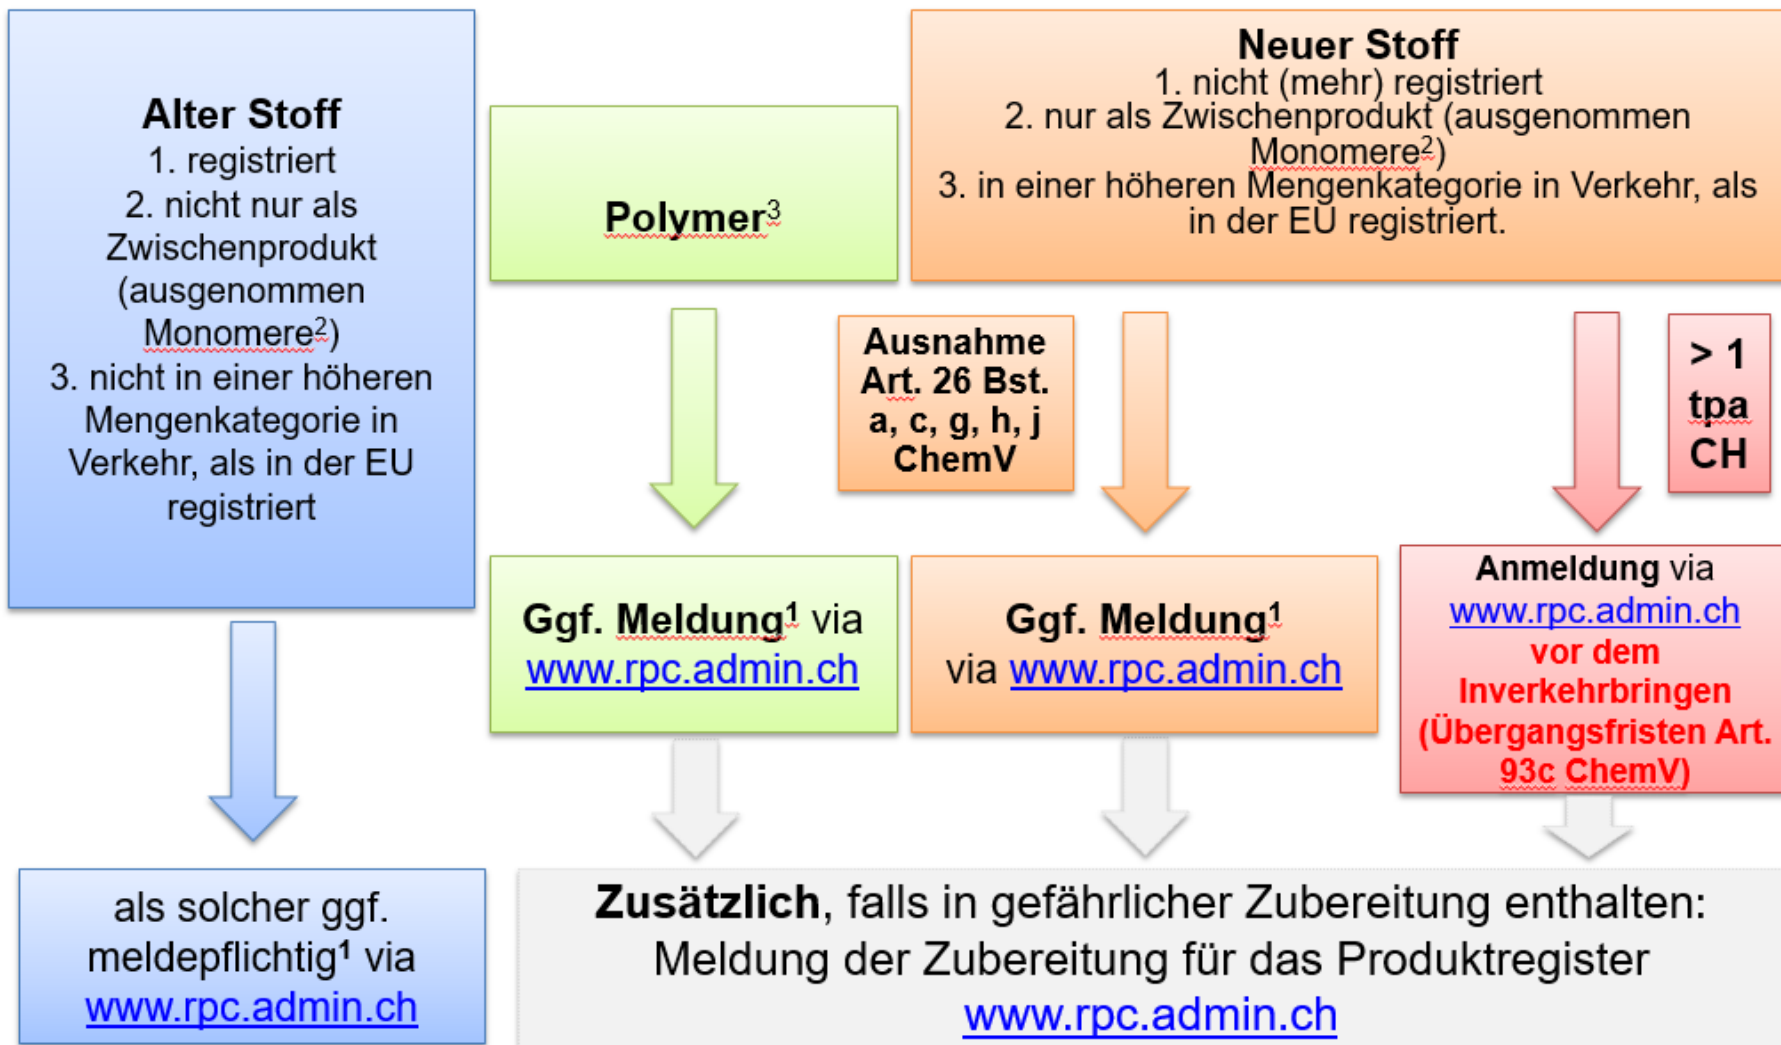 Alter Stoff
1. registriert
2. nicht nur als
Zwischenprodukt
(ausgenommen
Monomere²)
3. nicht in einer höheren
Mengenkategorie in
Verkehr, als in der EU
registriert
Polymer³
Neuer Stoff
1. nicht (mehr) registriert
2. nur als Zwischenprodukt (ausgenommen
Monomere²)
3. in einer höheren Mengenkategorie in Verkehr, als
in der EU registriert.
Ausnahme
Art. 26 Bst.
a, c, g, h, j
ChemV
> 1
tpa
CH
Ggf. Meldung¹ via
www.rpc.admin.ch
Ggf. Meldung¹
via www.rpc.admin.ch
Anmeldung via
www.rpc.admin.ch
vor dem
Inverkehrbringen
(Übergangsfristen Art.
93c ChemV)
als solcher ggf.
meldepflichtig¹ via
www.rpc.admin.ch
Zusätzlich, falls in gefährlicher Zubereitung enthalten:
Meldung der Zubereitung für das Produktregister
www.rpc.admin.ch